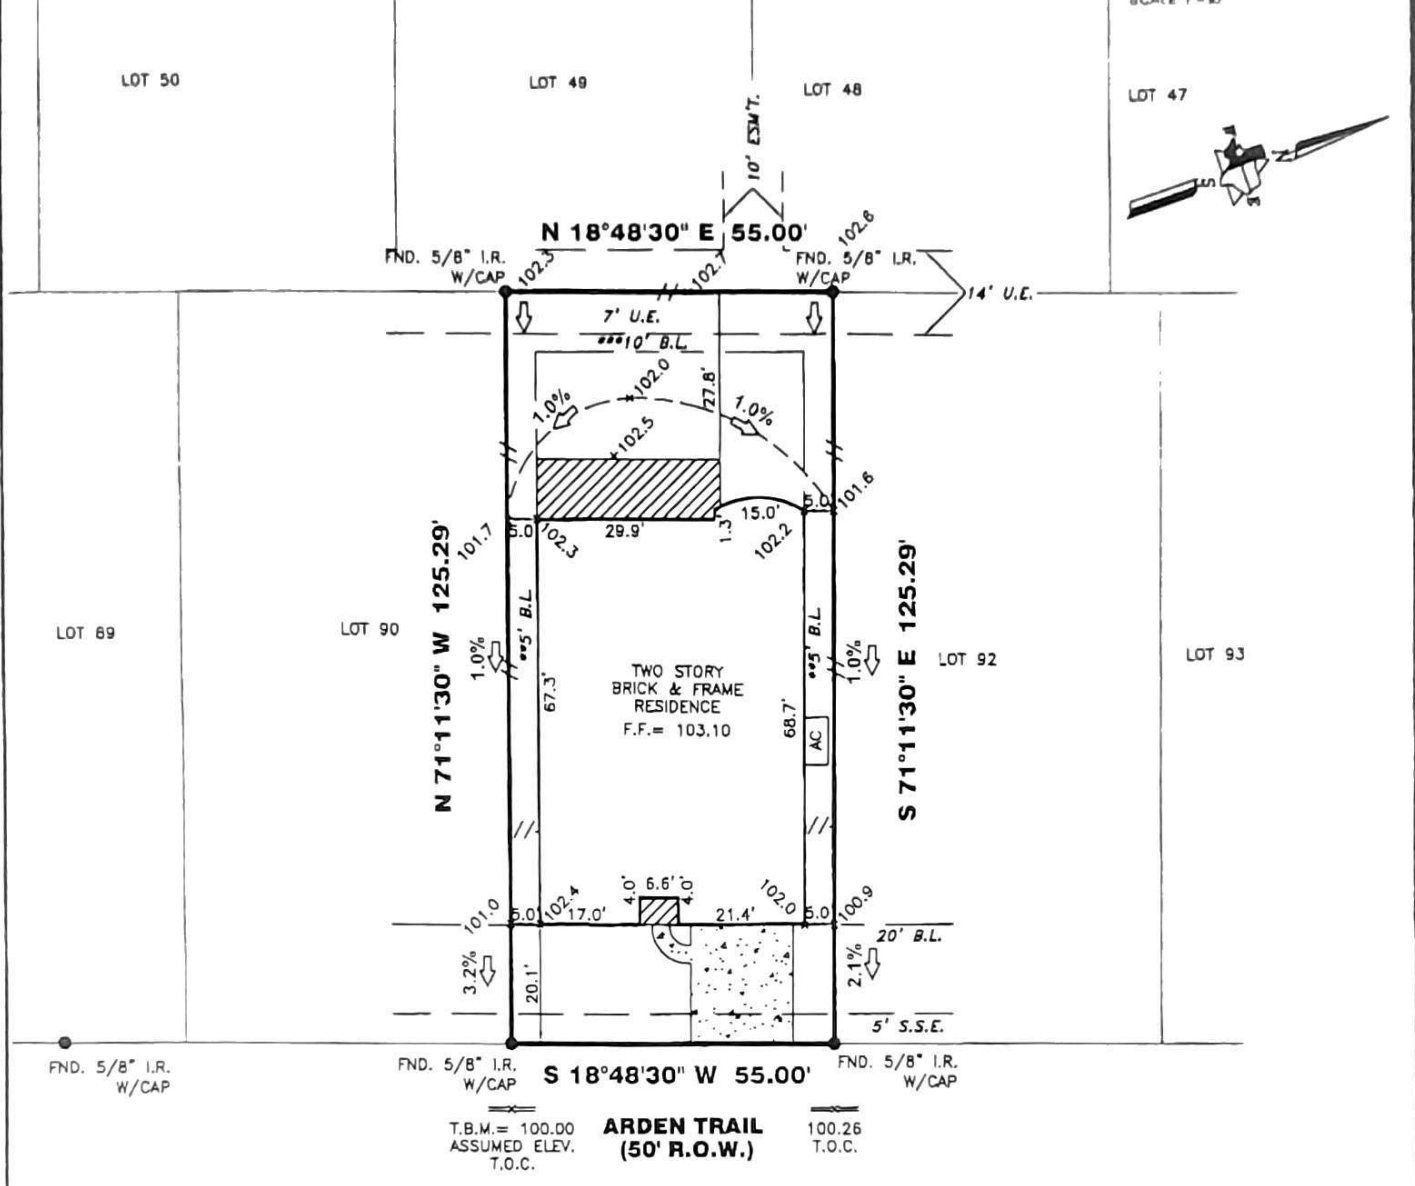 LOT 50
LOT 49
LOT 48
LOT 47
10' ESM'T.
N
S
E
N 18°48'30" E 55.00'
102.6
FND. 5/8" I.R.
W/CAP
102.3
102.7
FND. 5/8" I.R.
W/CAP
14' U.E.
7' U.E.
***10' B.L.
102.0
27.8'
1.0%
1.0%
102.5
101.6
5.0
15.0'
1.3'
102.2
101.7
5.0
102.3
29.9'
N 71°11'30" W 125.29'
S 71°11'30" E 125.29'
LOT 89
LOT 90
LOT 92
LOT 93
1.0%
**5' B.L.
**5' B.L.
1.0%
67.3'
68.7'
TWO STORY
BRICK & FRAME
RESIDENCE
F.F.= 103.10
AC
4.0'
6.6'
4.0'
101.0
5.0'
102.4
17.0'
21.4'
102.0
5.0
100.9
20' B.L.
3.2%
20.1'
2.1%
5' S.S.E.
FND. 5/8" I.R.
W/CAP
FND. 5/8" I.R.
W/CAP
S 18°48'30" W 55.00'
FND. 5/8" I.R.
W/CAP
T.B.M.= 100.00
ASSUMED ELEV.
T.O.C.
ARDEN TRAIL
(50' R.O.W.)
100.26
T.O.C.